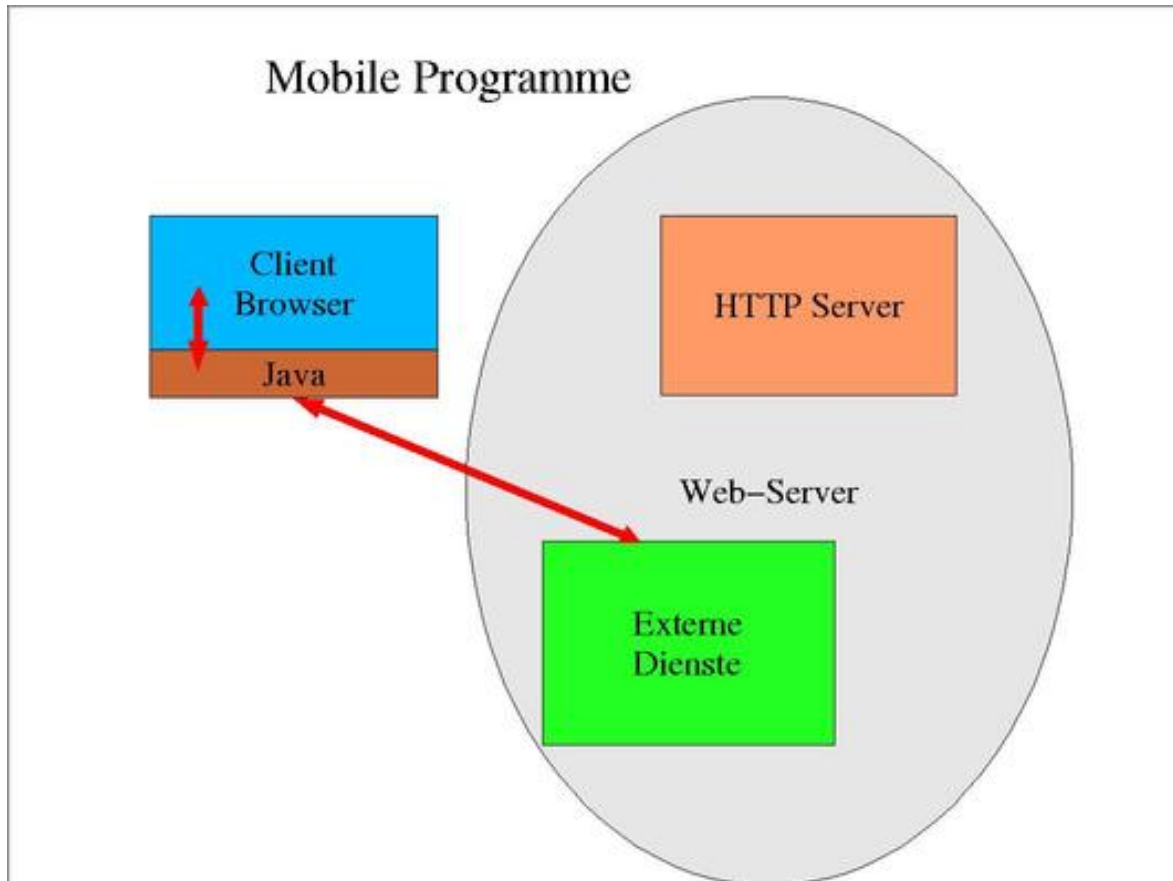 Mobile Programme
Client
Browser
Java
HTTP Server
Web–Server
Externe
Dienste